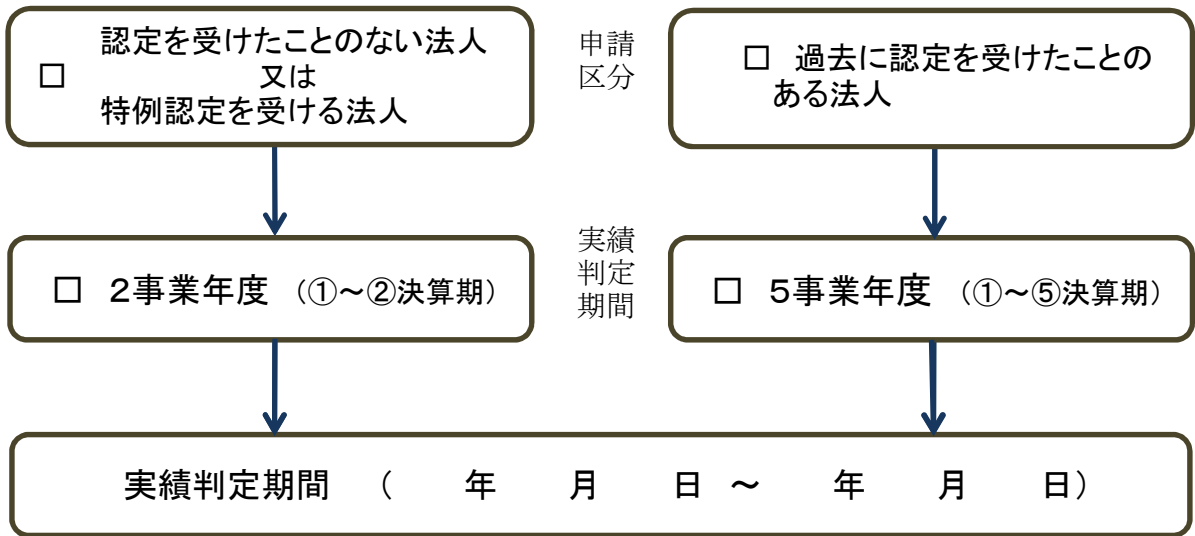 認定を受けたことのない法人
□ 又は
特例認定を受ける法人
申請
区分
□ 過去に認定を受けたことの
ある法人
□ 2事業年度 (①~②決算期)
実績
判定
期間
□ 5事業年度 (①~⑤決算期)
実績判定期間 ( 年 月 日 ~ 年 月 日)